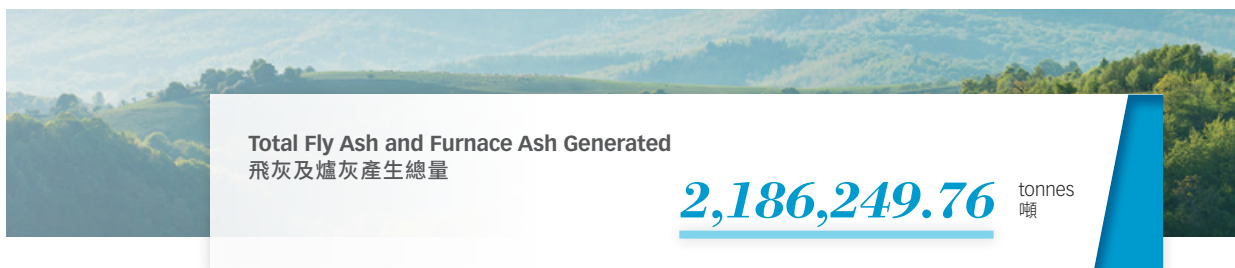 Total Fly Ash and Furnace Ash Generated
飛灰及爐灰產生總量
2,186,249.76 tonnes
噸